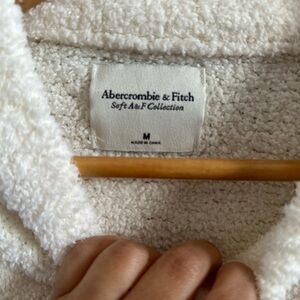 Abercrombie & Fitch
Soft A&F Collection
M
MADE IN CHINA